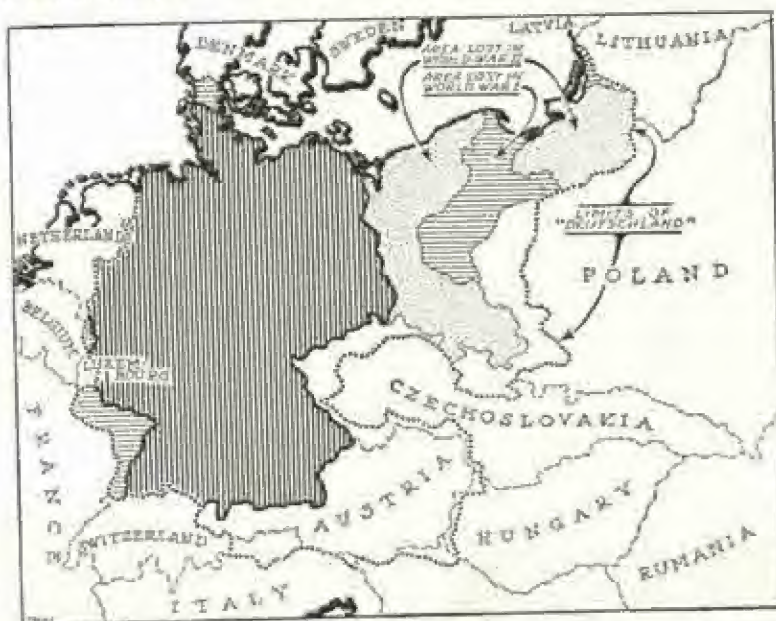 DENMARK
SWEDEN
LATVIA
LITHUANIA
AREA LOST IN
WORLD WAR II
AREA LOST IN
WORLD WAR I
NETHERLAND
LIMITS OF
"DEUTSCHLAND"
POLAND
BELGIUM
LUXEM-
BOURG
CZECHOSLOVAKIA
FRANCE
AUSTRIA
HUNGARY
SWITZERLAND
RUMANIA
ITALY